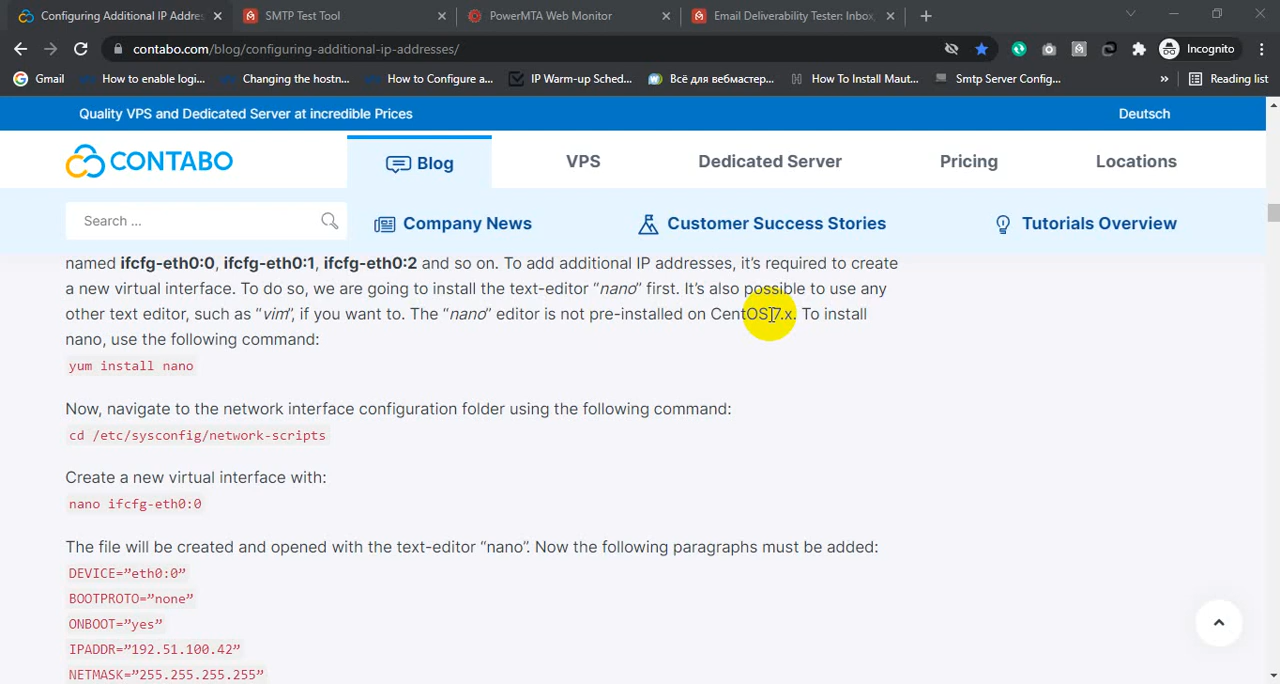 Configuring Additional IP Addre
SMTP Test Tool
PowerMTA Web Monitor
Email Deliverability Tester: Inbox
contabo.com/blog/configuring-additional-ip-addresses/
Incognito
Gmail
How to enable logi...
Changing the hostn...
How to Configure a...
IP Warm-up Sched...
Всё для вебмастер...
How To Install Maut...
Smtp Server Config...
»
Reading list
Quality VPS and Dedicated Server at incredible Prices
Deutsch
CONTABO
Blog
VPS
Dedicated Server
Pricing
Locations
Search ...
Company News
Customer Success Stories
Tutorials Overview
named ifcfg-eth0:0, ifcfg-eth0:1, ifcfg-eth0:2 and so on. To add additional IP addresses, it's required to create
a new virtual interface. To do so, we are going to install the text-editor “nano” first. It's also possible to use any
other text editor, such as “vim”, if you want to. The “nano” editor is not pre-installed on CentOS 7.x. To install
nano, use the following command:
yum install nano
Now, navigate to the network interface configuration folder using the following command:
cd /etc/sysconfig/network-scripts
Create a new virtual interface with:
nano ifcfg-eth0:0
The file will be created and opened with the text-editor “nano”. Now the following paragraphs must be added:
DEVICE=”eth0:0”
BOOTPROTO=”none”
ONBOOT=”yes”
IPADDR=”192.51.100.42”
NETMASK=”255.255.255.255”